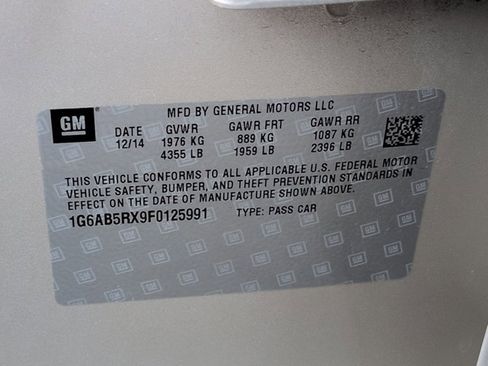 GM
MFD BY GENERAL MOTORS LLC
DATE GVWR GAWR FRT GAWR RR
12/14 1976 KG 889 KG 1087 KG
4355 LB 1959 LB 2396 LB
THIS VEHICLE CONFORMS TO ALL APPLICABLE U.S. FEDERAL MOTOR
VEHICLE SAFETY, BUMPER, AND THEFT PREVENTION STANDARDS IN
EFFECT ON THE DATE OF MANUFACTURE SHOWN ABOVE.
1G6AB5RX9F0125991 TYPE: PASS CAR